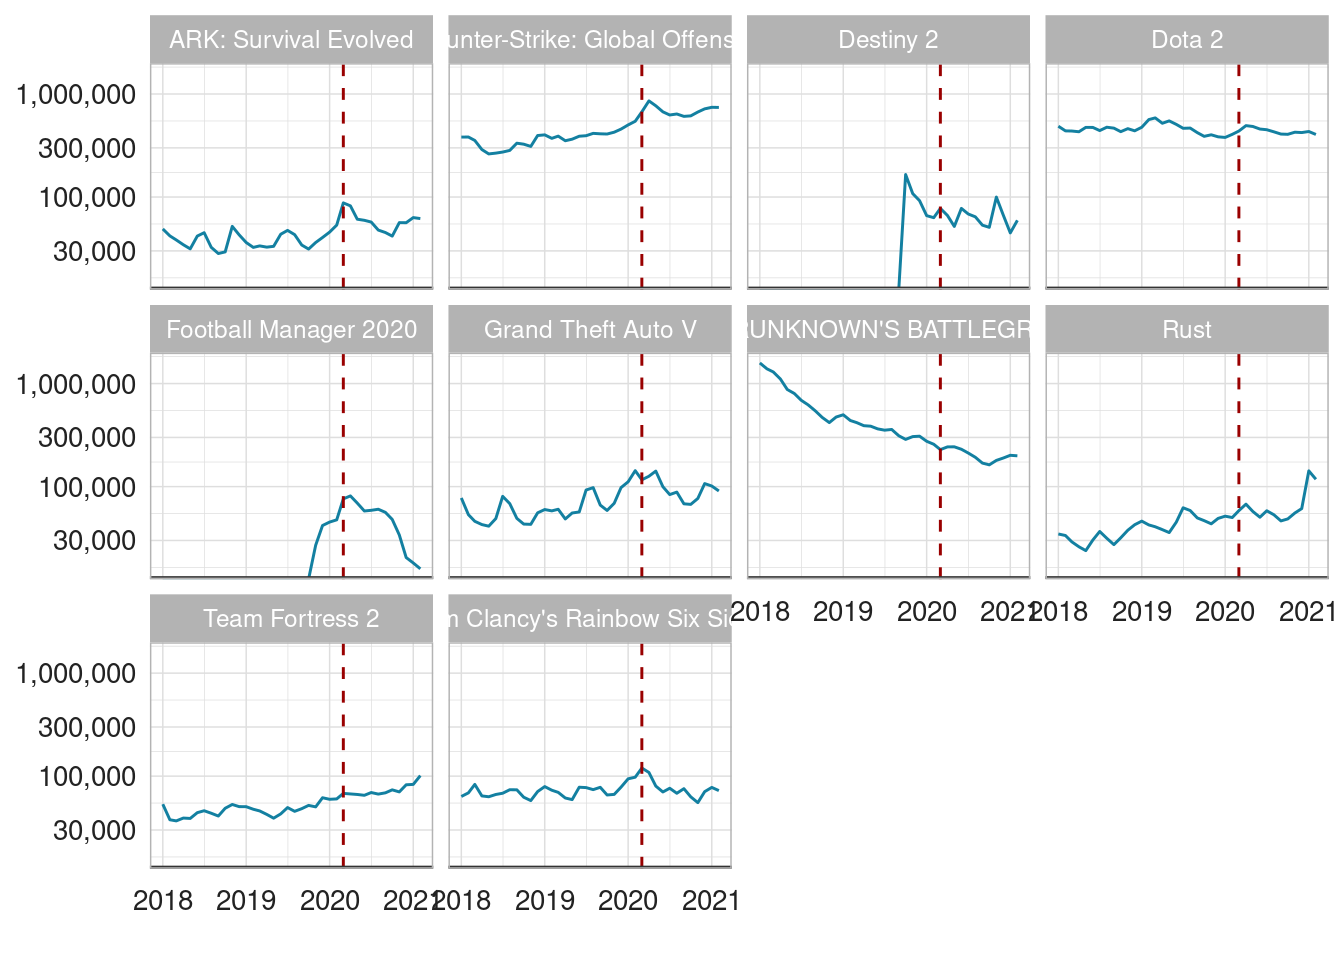 ARK: Survival Evolved
unter-Strike: Global Offens
Destiny 2
Dota 2
1,000,000
300,000
100,000
30,000
Football Manager 2020
Grand Theft Auto V
RUNKNOWN'S BATTLEGR
Rust
1,000,000
300,000
100,000
30,000
2018 2019 2020 2021
2018 2019 2020 2021
Team Fortress 2
m Clancy's Rainbow Six Sie
1,000,000
300,000
100,000
30,000
2018 2019 2020 2021
2018 2019 2020 2021